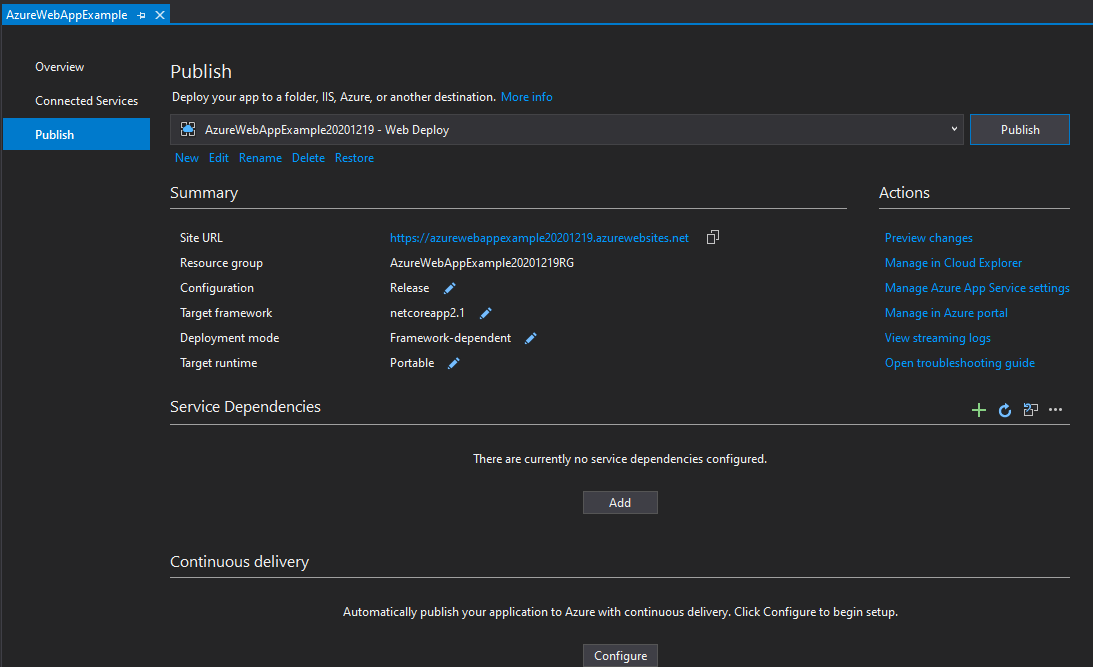 AzureWebAppExample
Overview
Connected Services
Publish
Publish
Deploy your app to a folder, IIS, Azure, or another destination. More info
AzureWebAppExample20201219 - Web Deploy
Publish
New Edit Rename Delete Restore
Summary
Site URL https://azurewebappexample20201219.azurewebsites.net
Resource group AzureWebAppExample20201219RG
Configuration Release
Target framework netcoreapp2.1
Deployment mode Framework-dependent
Target runtime Portable
Actions
Preview changes
Manage in Cloud Explorer
Manage Azure App Service settings
Manage in Azure portal
View streaming logs
Open troubleshooting guide
Service Dependencies
There are currently no service dependencies configured.
Add
Continuous delivery
Automatically publish your application to Azure with continuous delivery. Click Configure to begin setup.
Configure